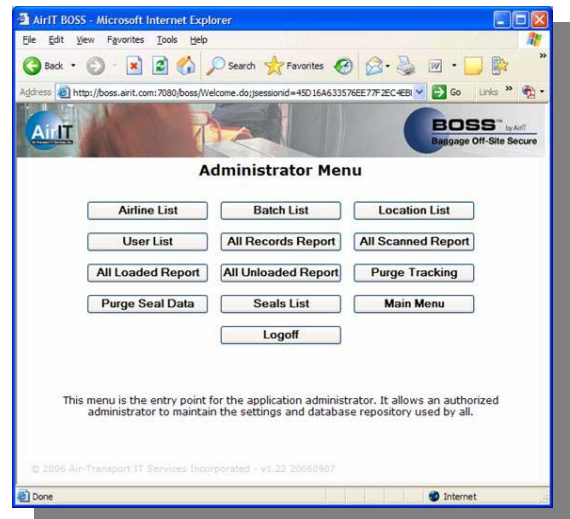 AirIT BOSS - Microsoft Internet Explorer
File Edit View Favorites Tools Help
Back Search Favorites
Address http://boss.airit.com:7080/boss/Welcome.do;jsessionid=45D16A633576EE77F2EC4EBI Go Links
AirIT
BOSS™ by AirIT
Baggage Off-Site Secure
Administrator Menu
Airline List Batch List Location List
User List All Records Report All Scanned Report
All Loaded Report All Unloaded Report Purge Tracking
Purge Seal Data Seals List Main Menu
Logoff
This menu is the entry point for the application administrator. It allows an authorized
administrator to maintain the settings and database repository used by all.
© 2006 Air-Transport IT Services Incorporated - v1.22 20060907
Done Internet